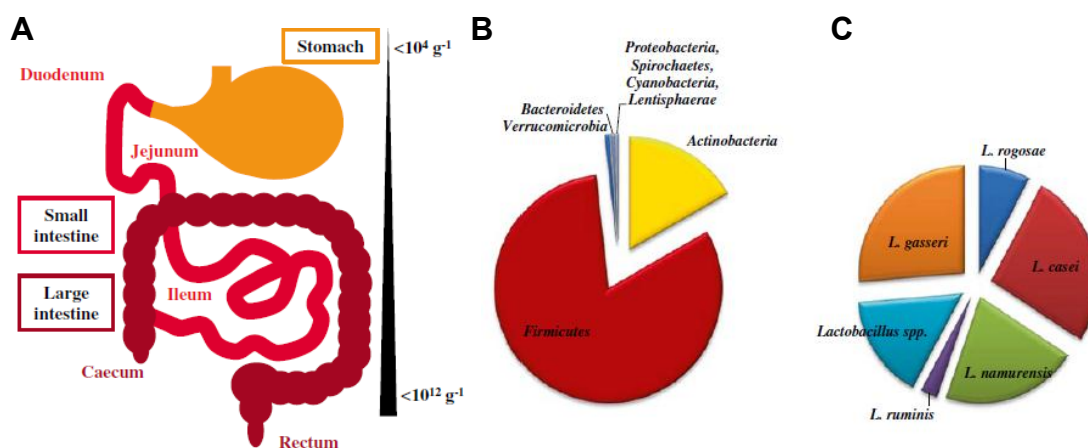 A
Stomach
<10⁴ g⁻¹
Duodenum
Jejunum
Small
intestine
Large
intestine
Ileum
Caecum
<10¹² g⁻¹
Rectum
B
Proteobacteria,
Spirochaetes,
Cyanobacteria,
Lentisphaerae
Bacteroidetes
Verrucomicrobia
Actinobacteria
Firmicutes
C
L. rogosae
L. gasseri
L. casei
Lactobacillus spp.
L. namurensis
L. ruminis